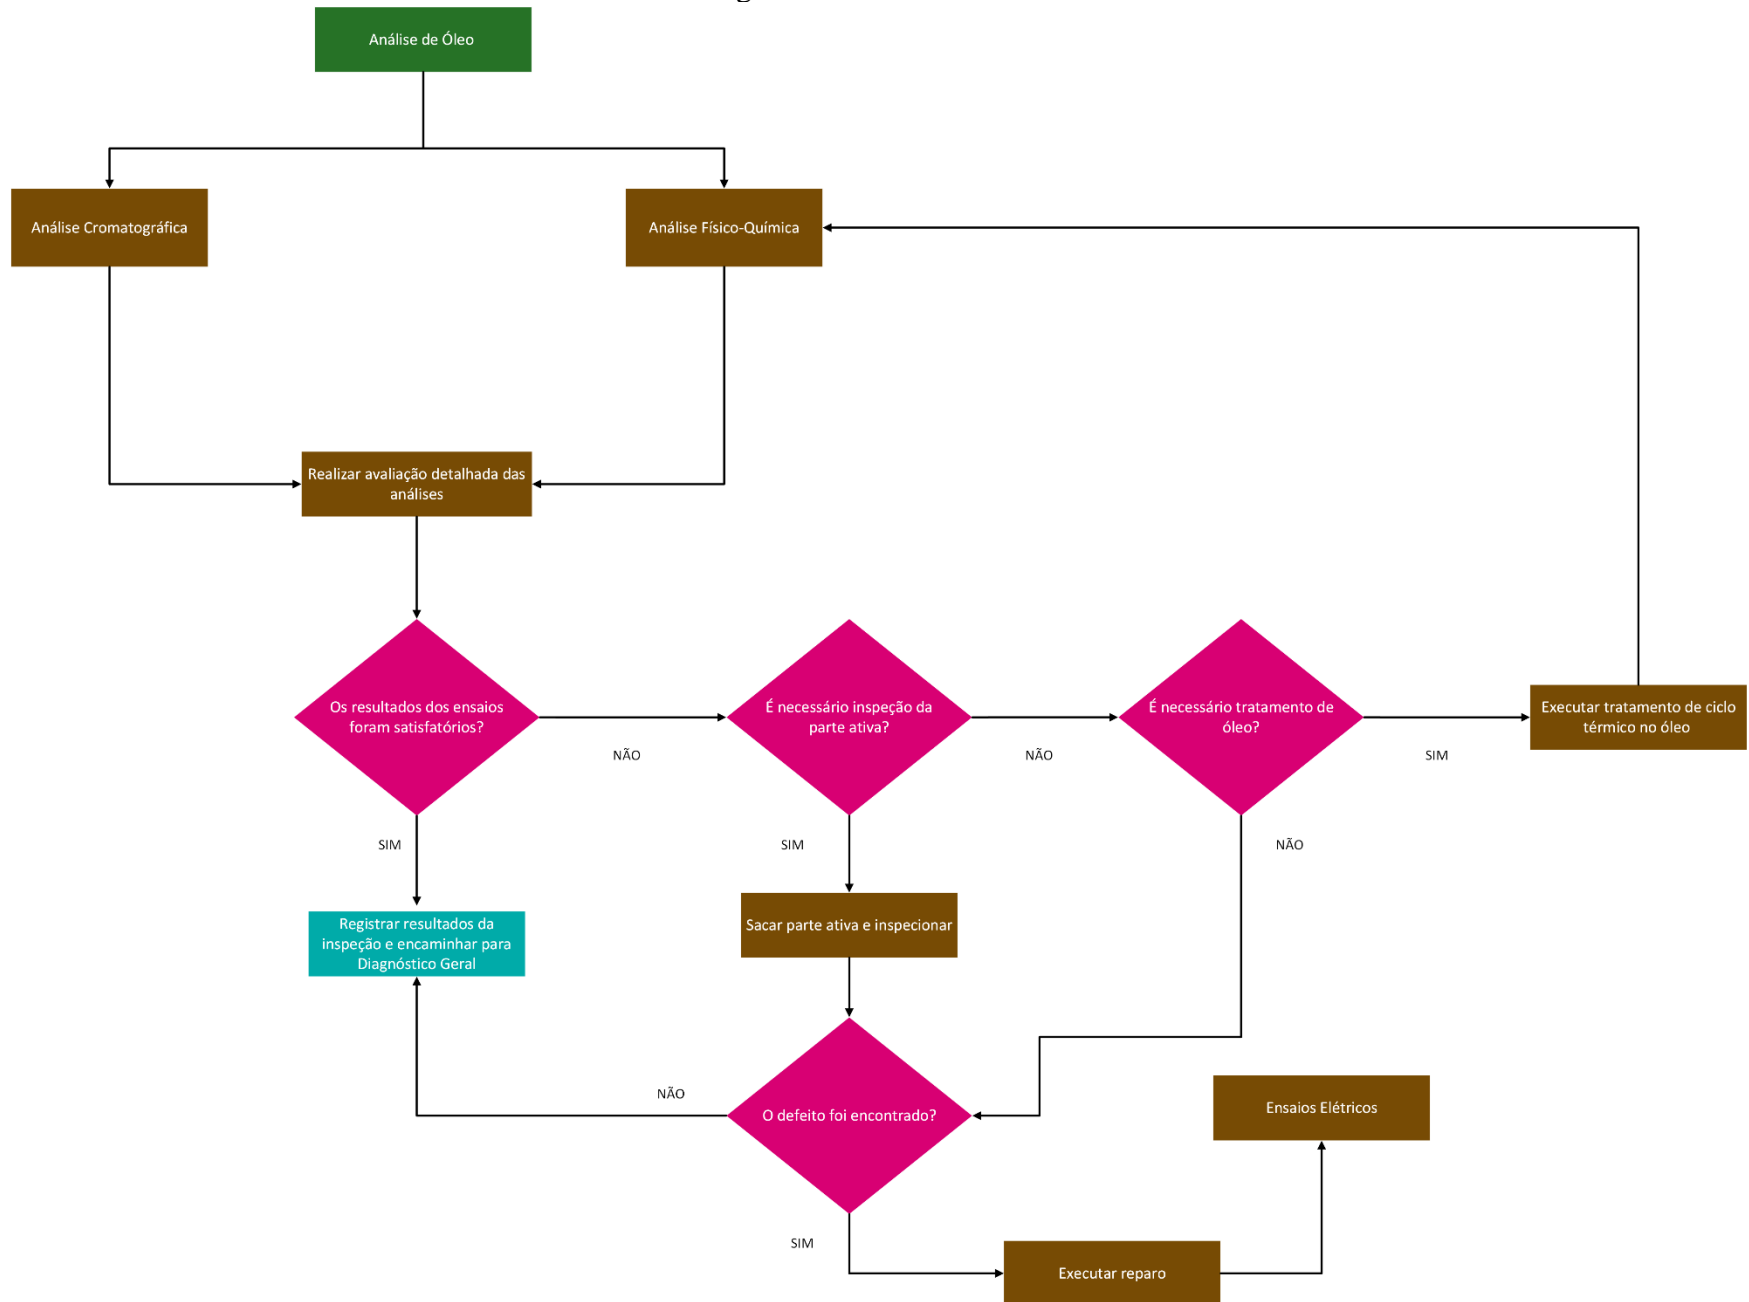 Análise de Óleo
Análise Cromatográfica
Análise Físico-Química
Realizar avaliação detalhada das
análises
Os resultados dos ensaios
foram satisfatórios?
NÃO
É necessário inspeção da
parte ativa?
NÃO
É necessário tratamento de
óleo?
SIM
Executar tratamento de ciclo
térmico no óleo
SIM
SIM
NÃO
Registrar resultados da
inspeção e encaminhar para
Diagnóstico Geral
Sacar parte ativa e inspecionar
NÃO
O defeito foi encontrado?
Ensaios Elétricos
SIM
Executar reparo